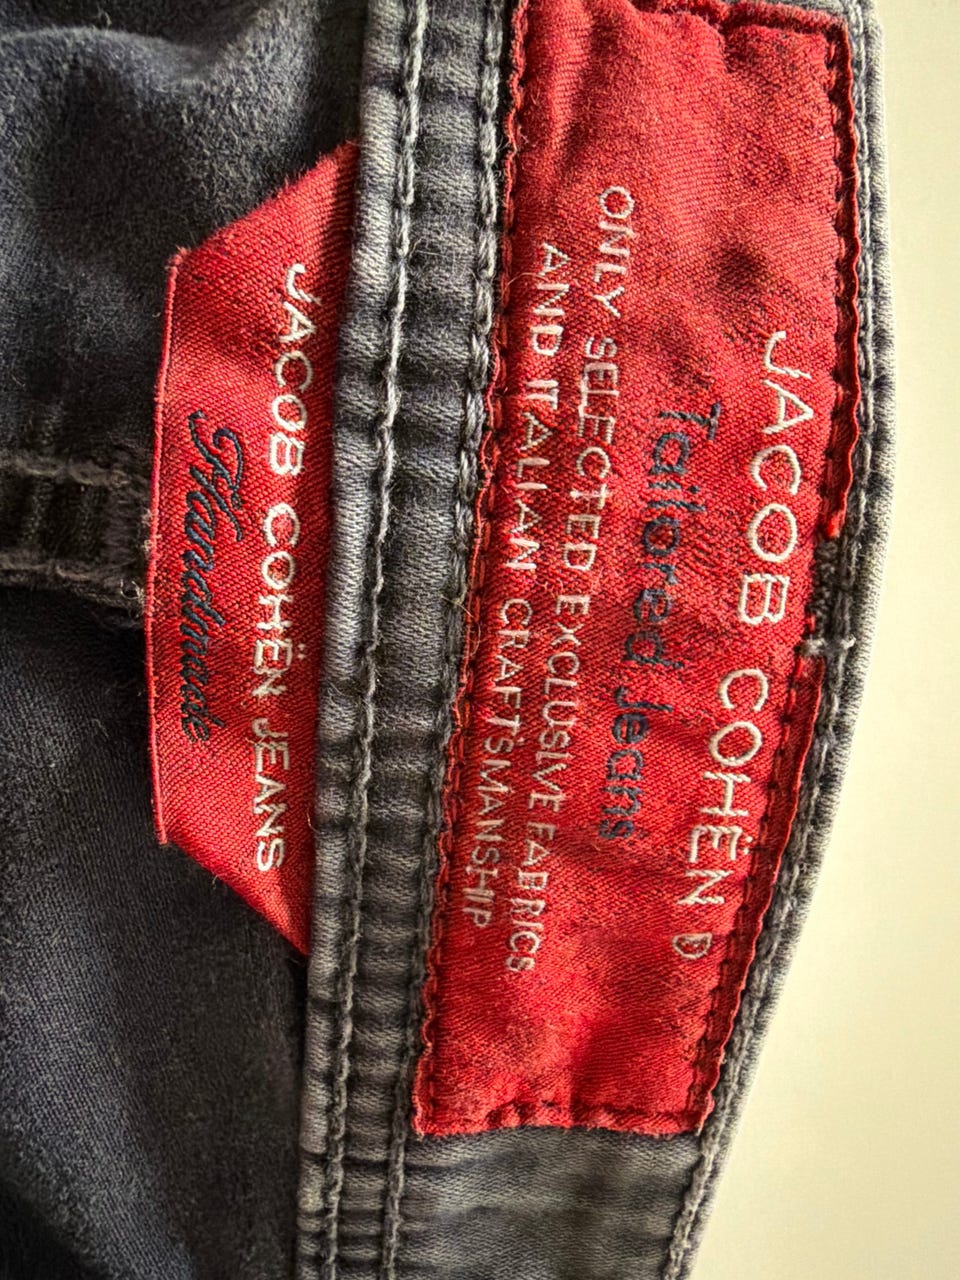 JACOB COHËN D
Tailored Jeans
ONLY SELECTED EXCLUSIVE FABRICS
AND ITALIAN CRAFTSMANSHIP
JACOB COHËN JEANS
Handmade